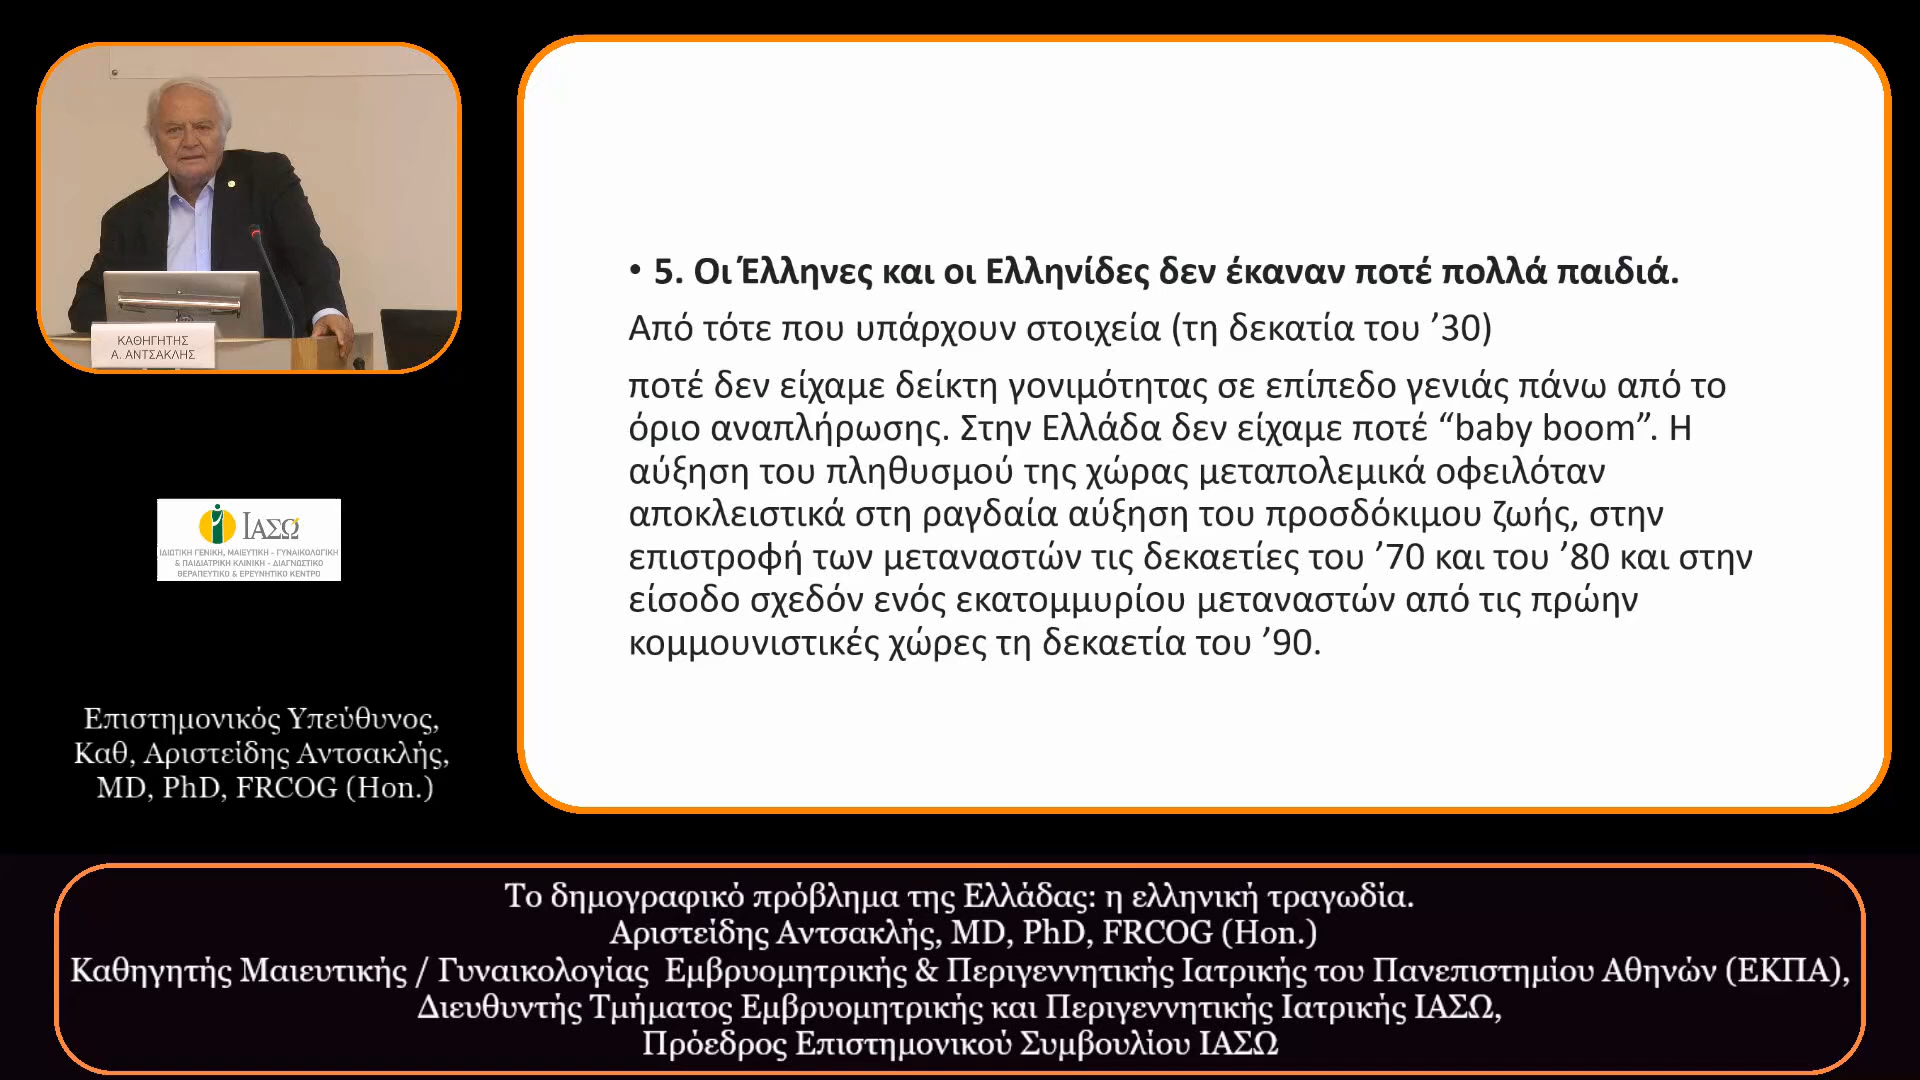 ΚΑΘΗΓΗΤΗΣ
Α. ΑΝΤΣΑΚΛΗΣ
ΙΑΣΩ
ΙΔΙΩΤΙΚΗ ΓΕΝΙΚΗ, ΜΑΙΕΥΤΙΚΗ - ΓΥΝΑΙΚΟΛΟΓΙΚΗ
& ΠΑΙΔΙΑΤΡΙΚΗ ΚΛΙΝΙΚΗ - ΔΙΑΓΝΩΣΤΙΚΟ
ΘΕΡΑΠΕΥΤΙΚΟ & ΕΡΕΥΝΗΤΙΚΟ ΚΕΝΤΡΟ
Επιστημονικός Υπεύθυνος,
Καθ, Αριστείδης Αντσακλής,
MD, PhD, FRCOG (Hon.)
• 5. Οι Έλληνες και οι Ελληνίδες δεν έκαναν ποτέ πολλά παιδιά.
Από τότε που υπάρχουν στοιχεία (τη δεκατία του ’30)
ποτέ δεν είχαμε δείκτη γονιμότητας σε επίπεδο γενιάς πάνω από το
όριο αναπλήρωσης. Στην Ελλάδα δεν είχαμε ποτέ “baby boom”. Η
αύξηση του πληθυσμού της χώρας μεταπολεμικά οφειλόταν
αποκλειστικά στη ραγδαία αύξηση του προσδόκιμου ζωής, στην
επιστροφή των μεταναστών τις δεκαετίες του ’70 και του ’80 και στην
είσοδο σχεδόν ενός εκατομμυρίου μεταναστών από τις πρώην
κομμουνιστικές χώρες τη δεκαετία του ’90.
Το δημογραφικό πρόβλημα της Ελλάδας: η ελληνική τραγωδία.
Αριστείδης Αντσακλής, MD, PhD, FRCOG (Hon.)
Καθηγητής Μαιευτικής / Γυναικολογίας Εμβρυομητρικής & Περιγεννητικής Ιατρικής του Πανεπιστημίου Αθηνών (ΕΚΠΑ),
Διευθυντής Τμήματος Εμβρυομητρικής και Περιγεννητικής Ιατρικής ΙΑΣΩ,
Πρόεδρος Επιστημονικού Συμβουλίου ΙΑΣΩ